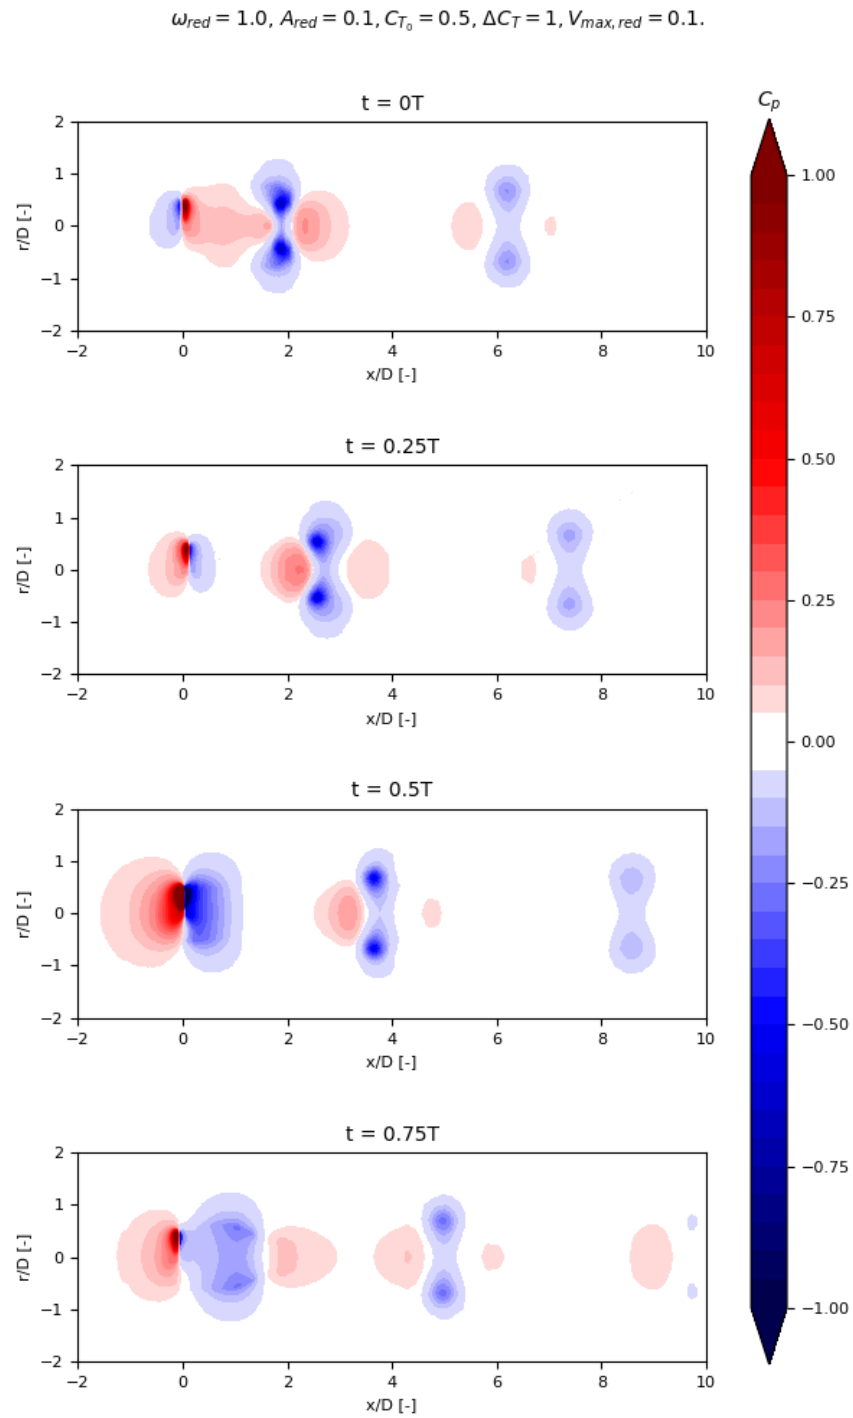 ω_red = 1.0, A_red = 0.1, C_T₀ = 0.5, ΔC_T = 1, V_max,red = 0.1.
C_p
t = 0T
2
1
0
−1
−2
r/D [-]
−2 0 2 4 6 8 10
x/D [-]
t = 0.25T
2
1
0
−1
−2
r/D [-]
−2 0 2 4 6 8 10
x/D [-]
t = 0.5T
2
1
0
−1
−2
r/D [-]
−2 0 2 4 6 8 10
x/D [-]
t = 0.75T
2
1
0
−1
−2
r/D [-]
−2 0 2 4 6 8 10
x/D [-]
1.00
0.75
0.50
0.25
0.00
−0.25
−0.50
−0.75
−1.00